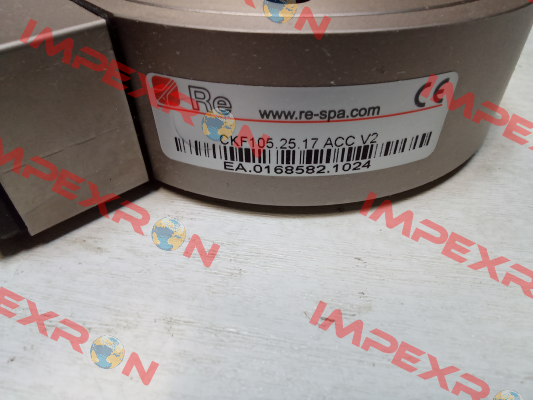 Re
www.re-spa.com
CE
CKF105.25.17 ACC V2
EA.0168582.1024
IMPEXRON
IMPEXRON
IMPEXRON
IMPEXRON
IMPEXRON
IMPEXRON